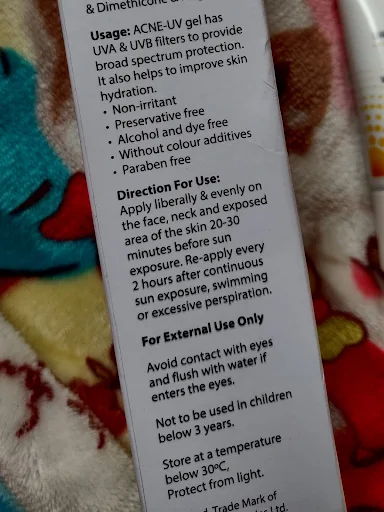 & Dimethicone
Usage: ACNE-UV gel has
UVA & UVB filters to provide
broad spectrum protection.
It also helps to improve skin
hydration.
• Non-irritant
• Preservative free
• Alcohol and dye free
• Without colour additives
• Paraben free
Direction For Use:
Apply liberally & evenly on
the face, neck and exposed
area of the skin 20-30
minutes before sun
exposure. Re-apply every
2 hours after continuous
sun exposure, swimming
or excessive perspiration.
For External Use Only
Avoid contact with eyes
and flush with water if
enters the eyes.
Not to be used in children
below 3 years.
Store at a temperature
below 30ºC,
Protect from light.
Trade Mark of
Ltd.